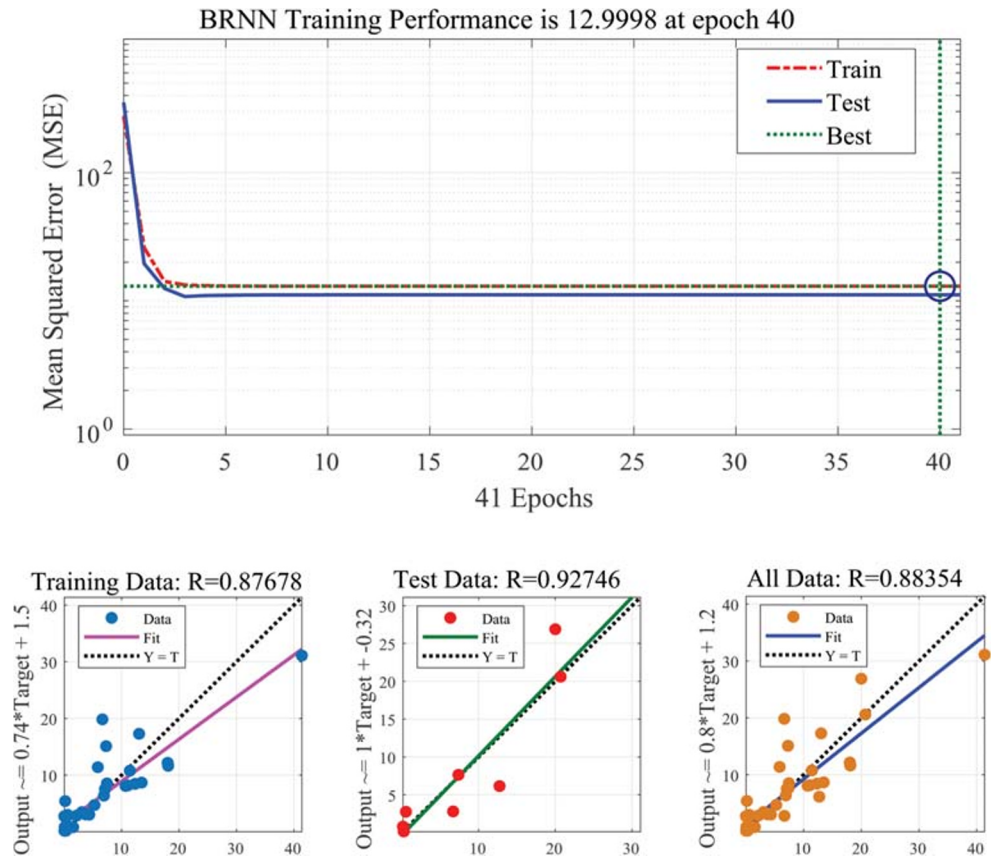 BRNN Training Performance is 12.9998 at epoch 40
Mean Squared Error (MSE)
10^2
10^0
Train
Test
Best
0 5 10 15 20 25 30 35 40
41 Epochs
Training Data: R=0.87678
Output ~= 0.74*Target + 1.5
Data
Fit
Y = T
40
30
20
10
10 20 30 40
Test Data: R=0.92746
Output ~= 1*Target + -0.32
Data
Fit
Y = T
30
25
20
15
10
5
10 20 30
All Data: R=0.88354
Output ~= 0.8*Target + 1.2
Data
Fit
Y = T
40
30
20
10
10 20 30 40